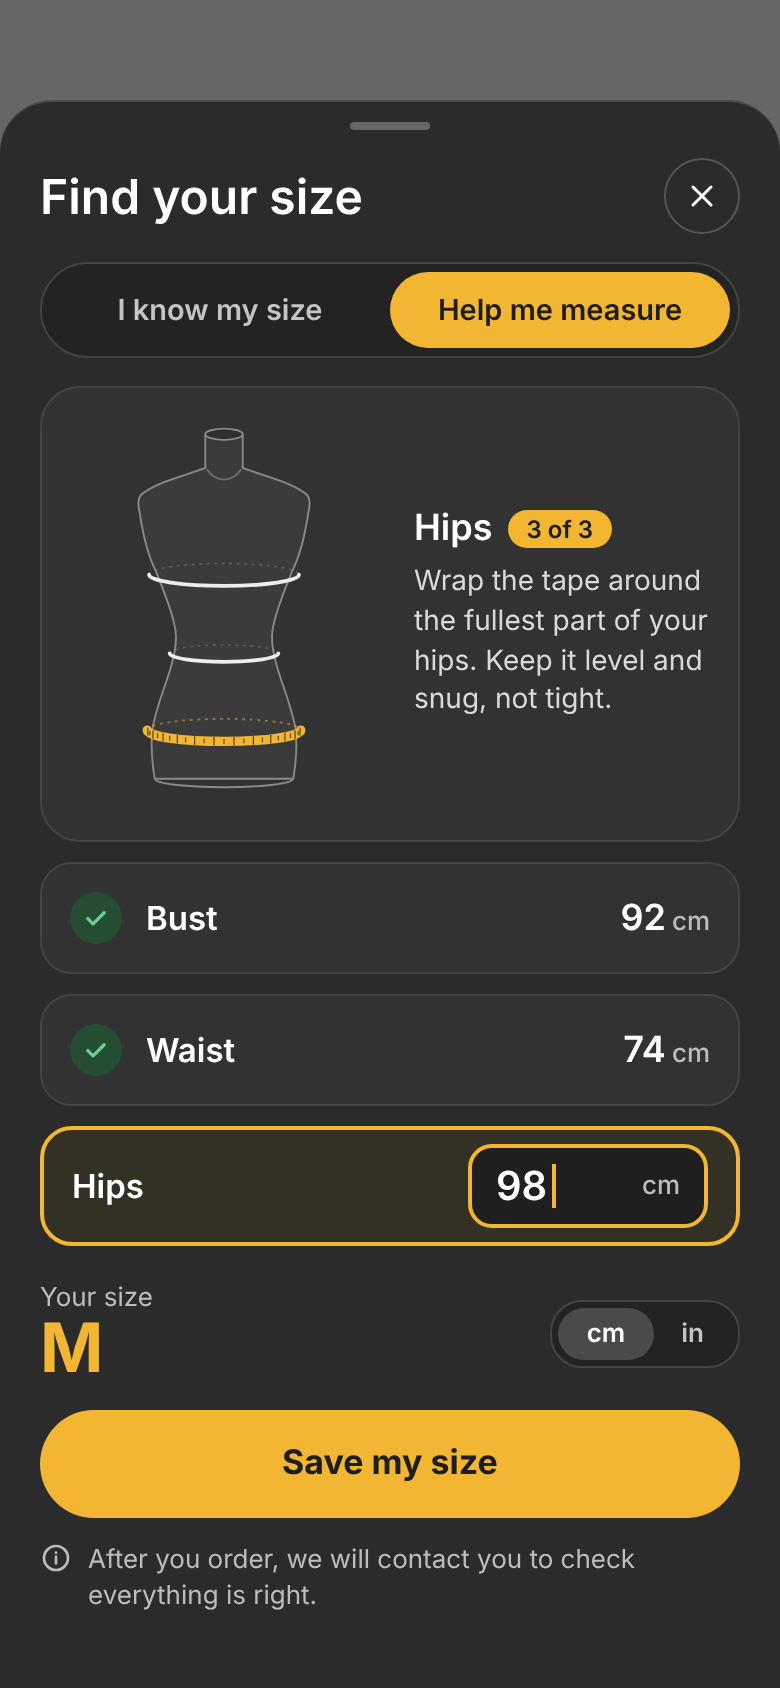 Find your size
I know my size
Help me measure
Hips 3 of 3
Wrap the tape around
the fullest part of your
hips. Keep it level and
snug, not tight.
Bust 92 cm
Waist 74 cm
Hips 98 cm
Your size
M
cm in
Save my size
After you order, we will contact you to check
everything is right.